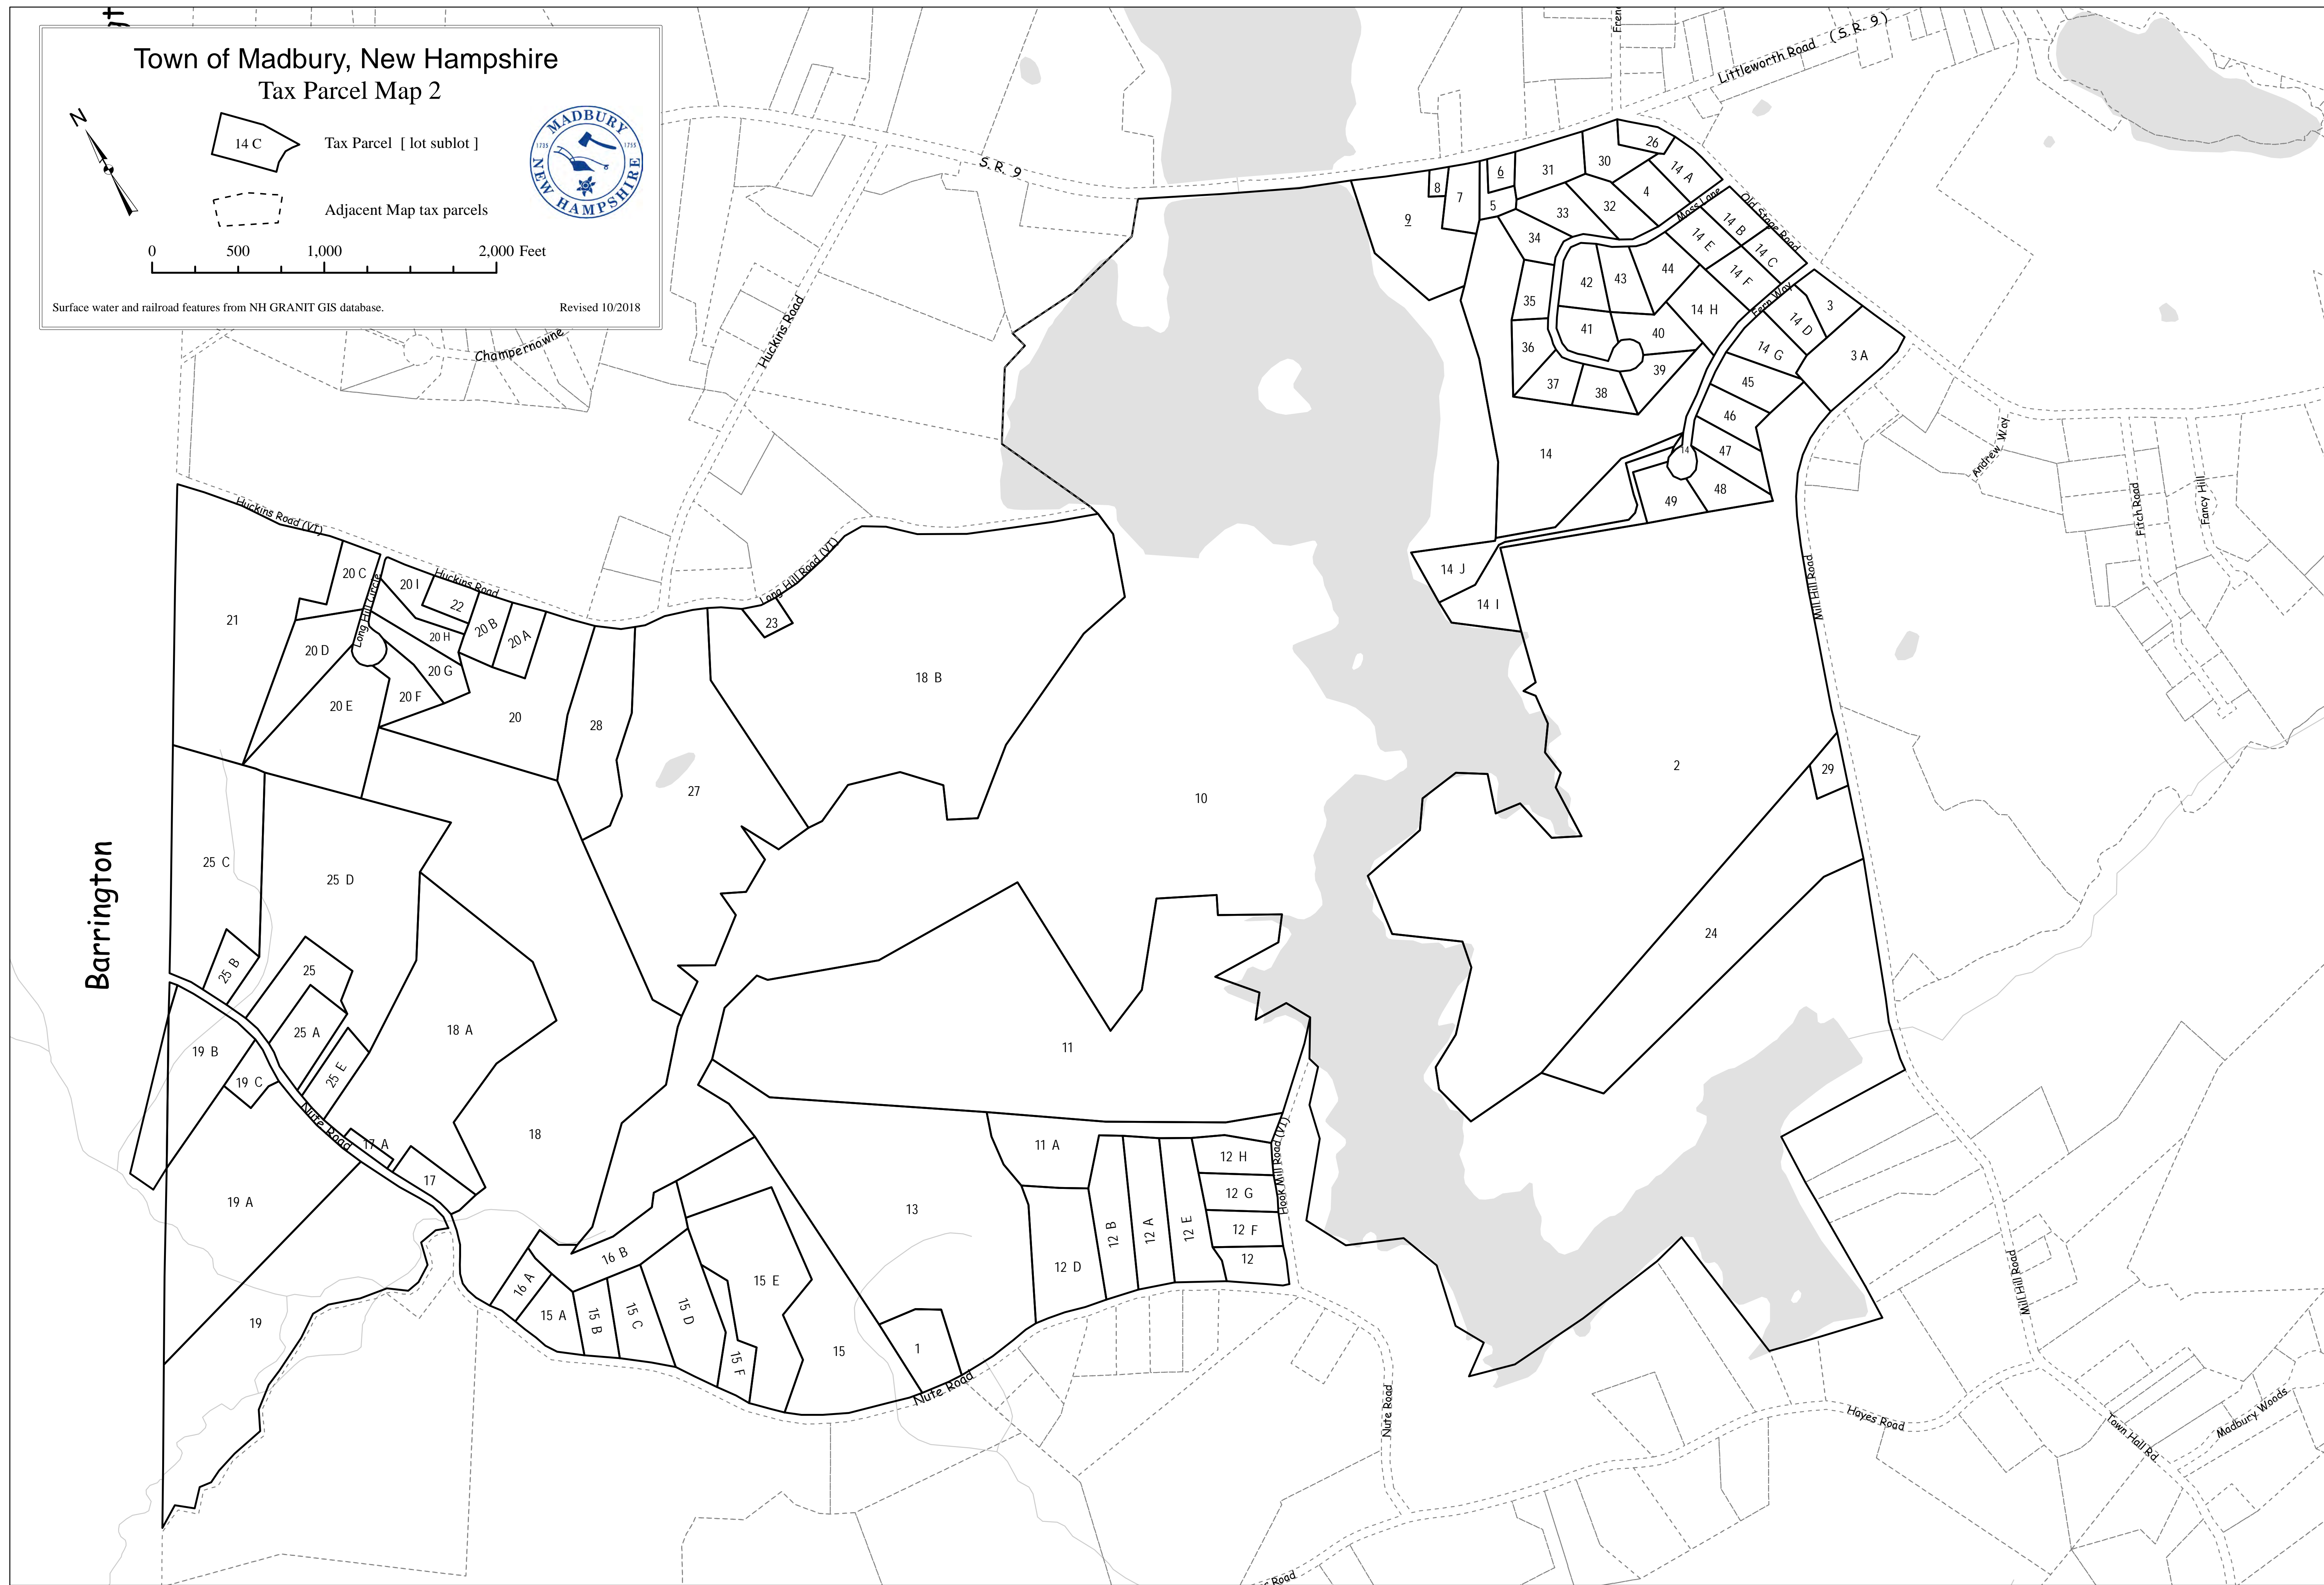 Town of Madbury, New Hampshire
Tax Parcel Map 2
N
14 C
Tax Parcel [ lot sublot ]
Adjacent Map tax parcels
MADBURY
NEW HAMPSHIRE
1735
1755
0 500 1,000 2,000 Feet
Surface water and railroad features from NH GRANIT GIS database.
Revised 10/2018
Littleworth Road (S.R. 9)
S.R. 9
Huckins Road
Champernowne
Barrington
Huckins Road (VI)
Huckins Road
Long Hill Circle
Long Hill Road (VI)
Moss Lane
Old Stage Road
Fern Way
Andrew Way
Fitch Road
Fancy Hill
Mill Hill Road
Nute Road
Hook Mill Road (VI)
Nute Road
Nute Road
Hayes Road
Mill Hill Road
Town Hall Rd
Madbury Woods
Road
26
30
31
6
8
7
5
9
14 A
4
32
33
34
14 B
14 C
14 E
14 F
44
43
42
35
14 H
3
14 D
3 A
14 G
41
40
36
39
37
38
45
46
47
48
49
14
14
14 J
14 I
20 C
20 I
22
20 B
20 A
20 H
21
20 D
20 G
20 F
20 E
20
28
23
18 B
27
10
2
29
24
25 C
25 D
25 B
25
25 A
25 E
19 B
19 C
18 A
18
17 A
17
19 A
19
11
11 A
13
12 H
12 G
12 F
12
12 B
12 A
12 E
12 D
16 B
16 A
15 A
15 B
15 C
15 D
15 E
15 F
15
1